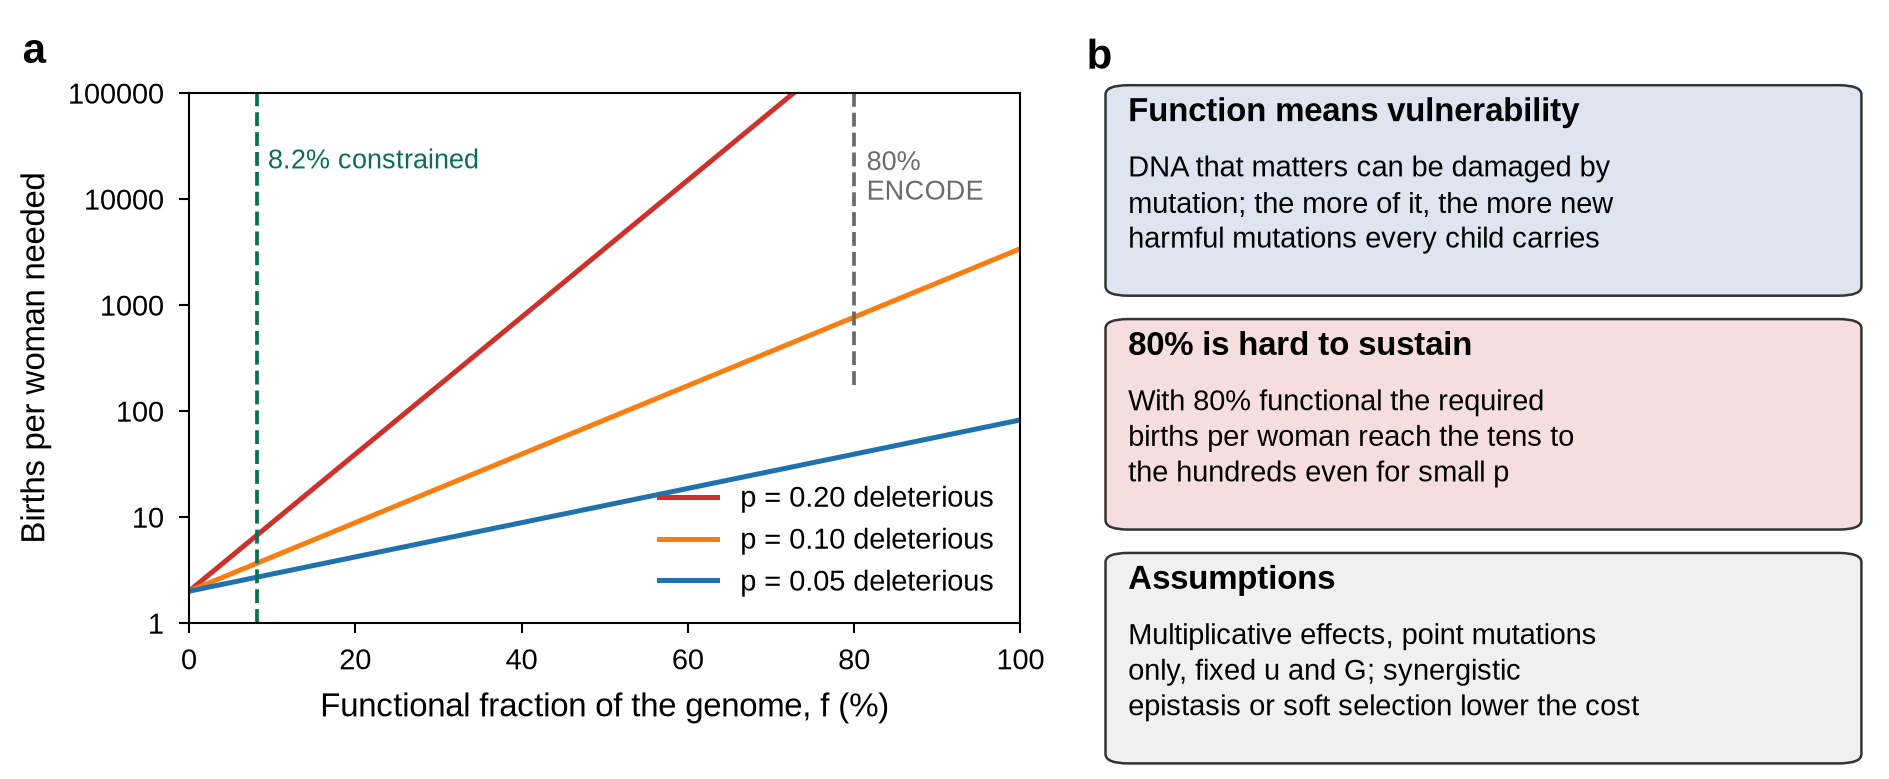 a
100000
10000
1000
100
10
1
Births per woman needed
8.2% constrained
80%
ENCODE
p = 0.20 deleterious
p = 0.10 deleterious
p = 0.05 deleterious
0 20 40 60 80 100
Functional fraction of the genome, f (%)
b
Function means vulnerability
DNA that matters can be damaged by
mutation; the more of it, the more new
harmful mutations every child carries
80% is hard to sustain
With 80% functional the required
births per woman reach the tens to
the hundreds even for small p
Assumptions
Multiplicative effects, point mutations
only, fixed u and G; synergistic
epistasis or soft selection lower the cost